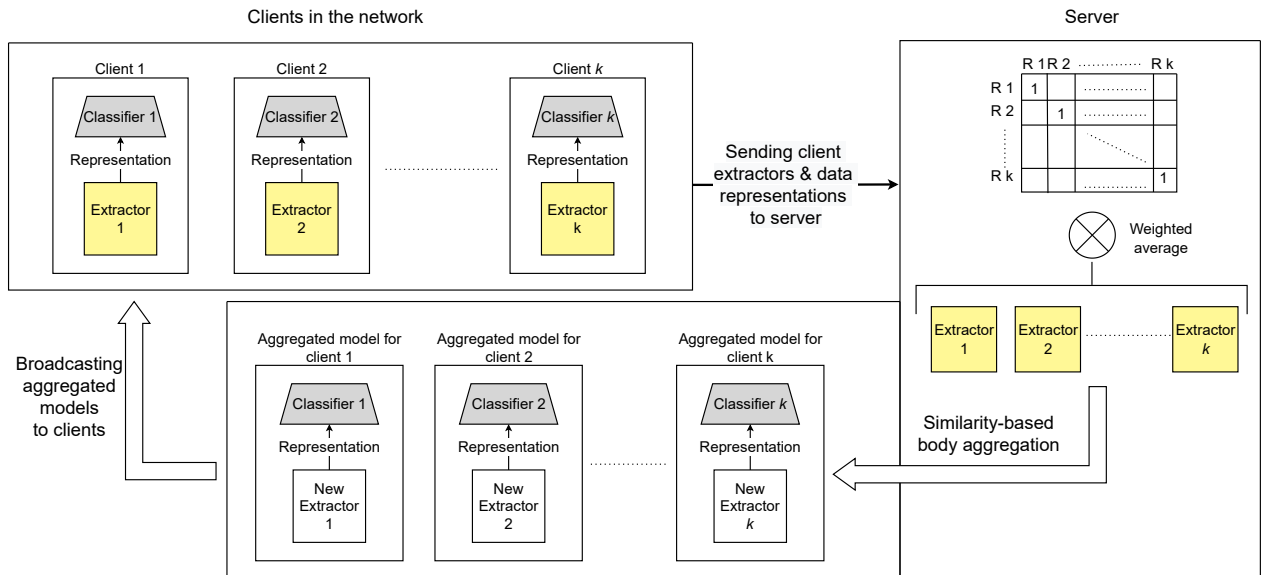 Clients in the network
Server
Client 1
Client 2
Client k
Classifier 1
Classifier 2
Classifier k
Representation
Representation
Representation
Extractor
1
Extractor
2
Extractor
k
Sending client
extractors & data
representations
to server
R 1 R 2 ............ R k
R 1
R 2
R k
1
1
1
Weighted
average
Extractor
1
Extractor
2
Extractor
k
Similarity-based
body aggregation
Broadcasting
aggregated
models
to clients
Aggregated model for
client 1
Aggregated model for
client 2
Aggregated model for
client k
Classifier 1
Classifier 2
Classifier k
Representation
Representation
Representation
New
Extractor
1
New
Extractor
2
New
Extractor
k